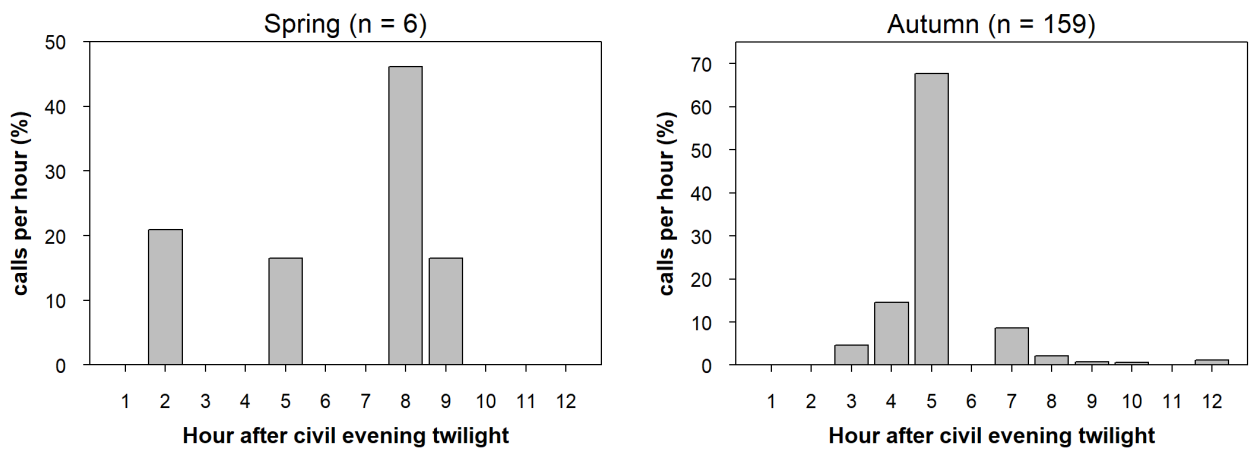 Spring (n = 6)
calls per hour (%)
50
40
30
20
10
0
1 2 3 4 5 6 7 8 9 10 11 12
Hour after civil evening twilight
Autumn (n = 159)
calls per hour (%)
70
60
50
40
30
20
10
0
1 2 3 4 5 6 7 8 9 10 11 12
Hour after civil evening twilight